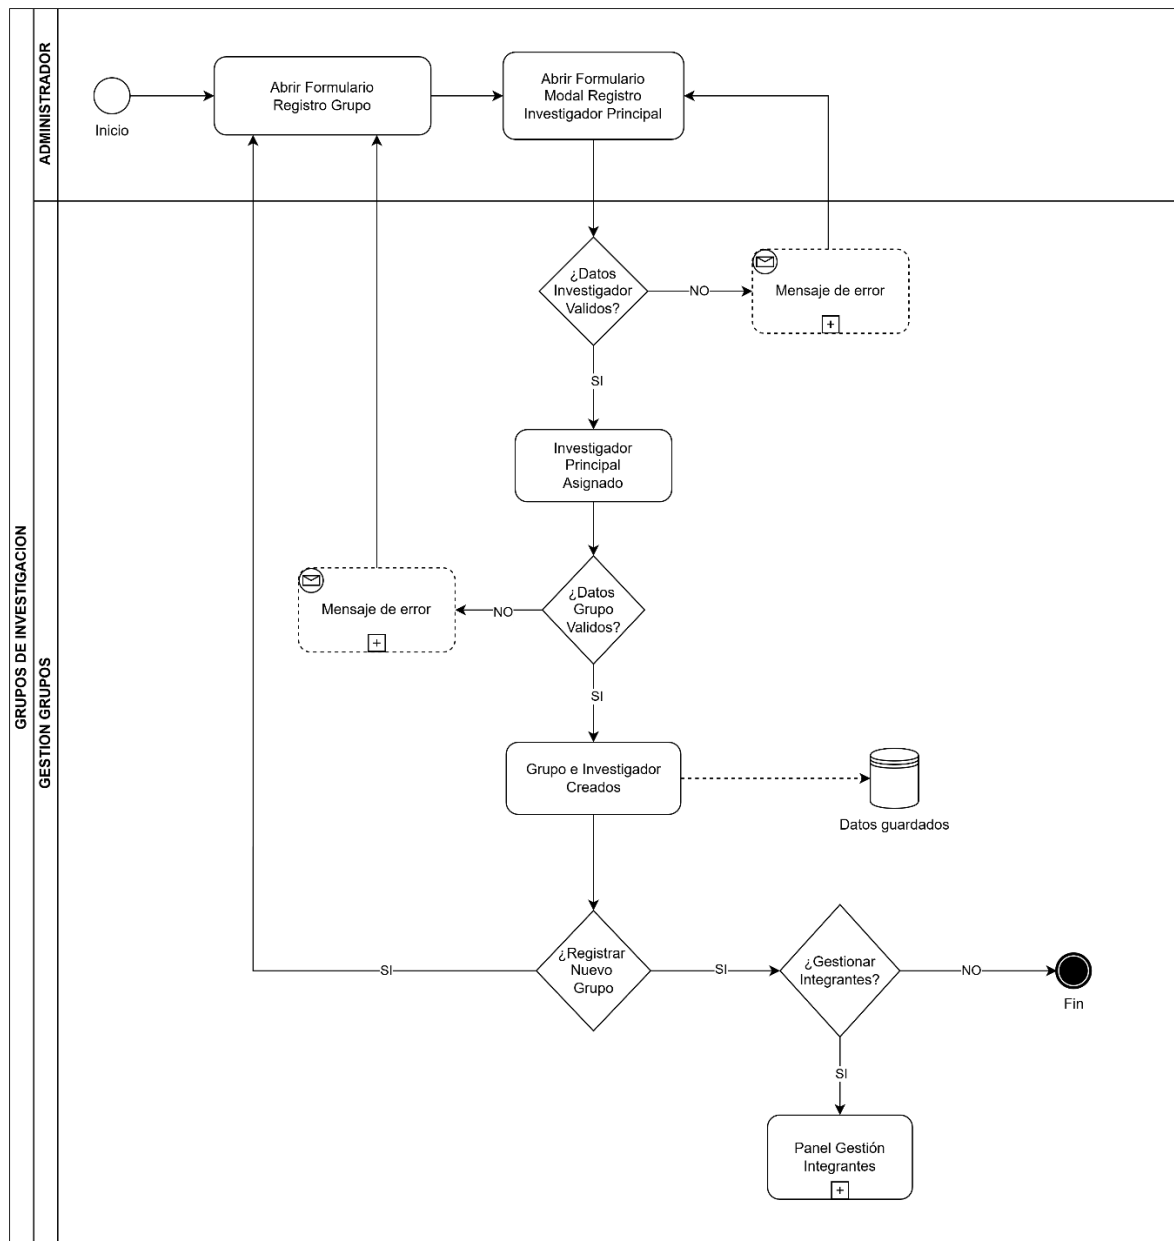 GRUPOS DE INVESTIGACION
ADMINISTRADOR
Inicio
Abrir Formulario
Registro Grupo
Abrir Formulario
Modal Registro
Investigador Principal
GESTION GRUPOS
¿Datos
Investigador
Validos?
NO
Mensaje de error
SI
Investigador
Principal
Asignado
¿Datos
Grupo
Validos?
NO
Mensaje de error
SI
Grupo e Investigador
Creados
Datos guardados
¿Registrar
Nuevo
Grupo
SI
SI
¿Gestionar
Integrantes?
NO
Fin
SI
Panel Gestión
Integrantes